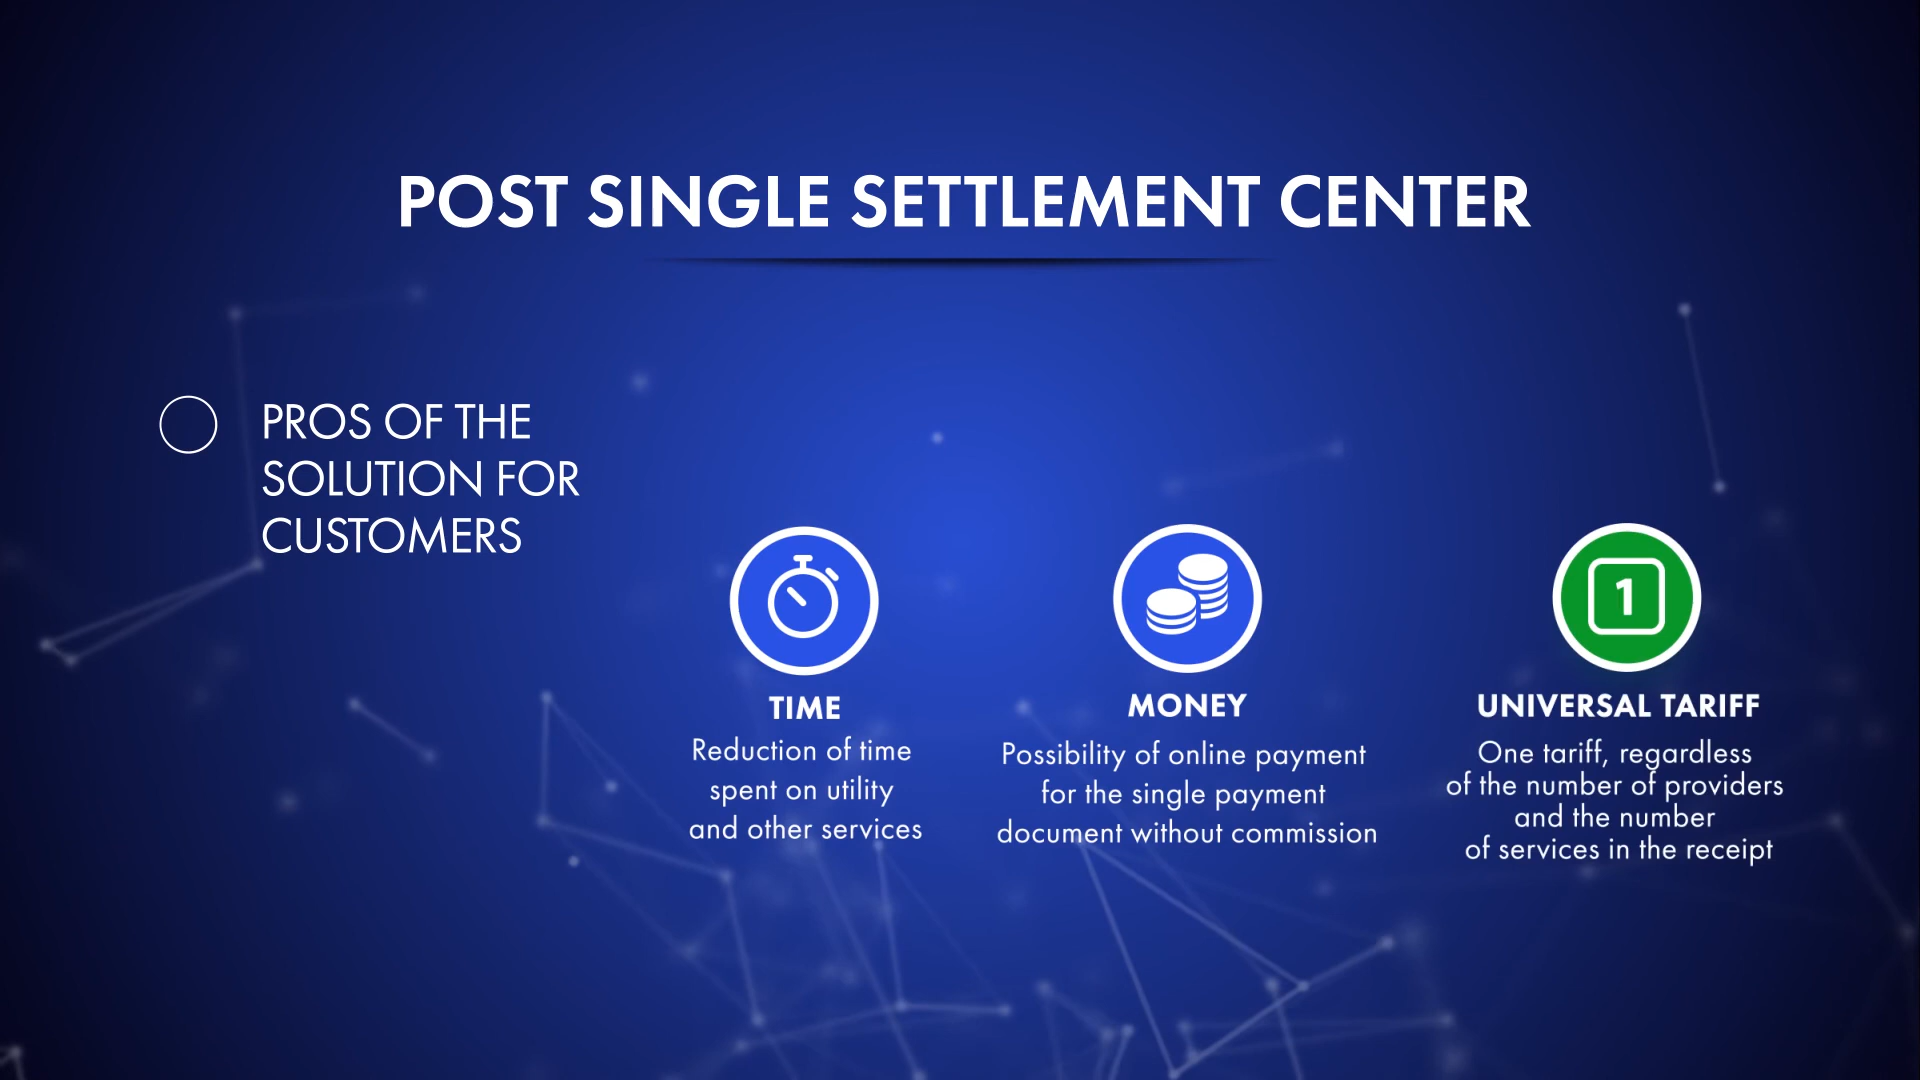 POST SINGLE SETTLEMENT CENTER
PROS OF THE
SOLUTION FOR
CUSTOMERS
TIME
Reduction of time
spent on utility
and other services
MONEY
Possibility of online payment
for the single payment
document without commission
1
UNIVERSAL TARIFF
One tariff, regardless
of the number of providers
and the number
of services in the receipt